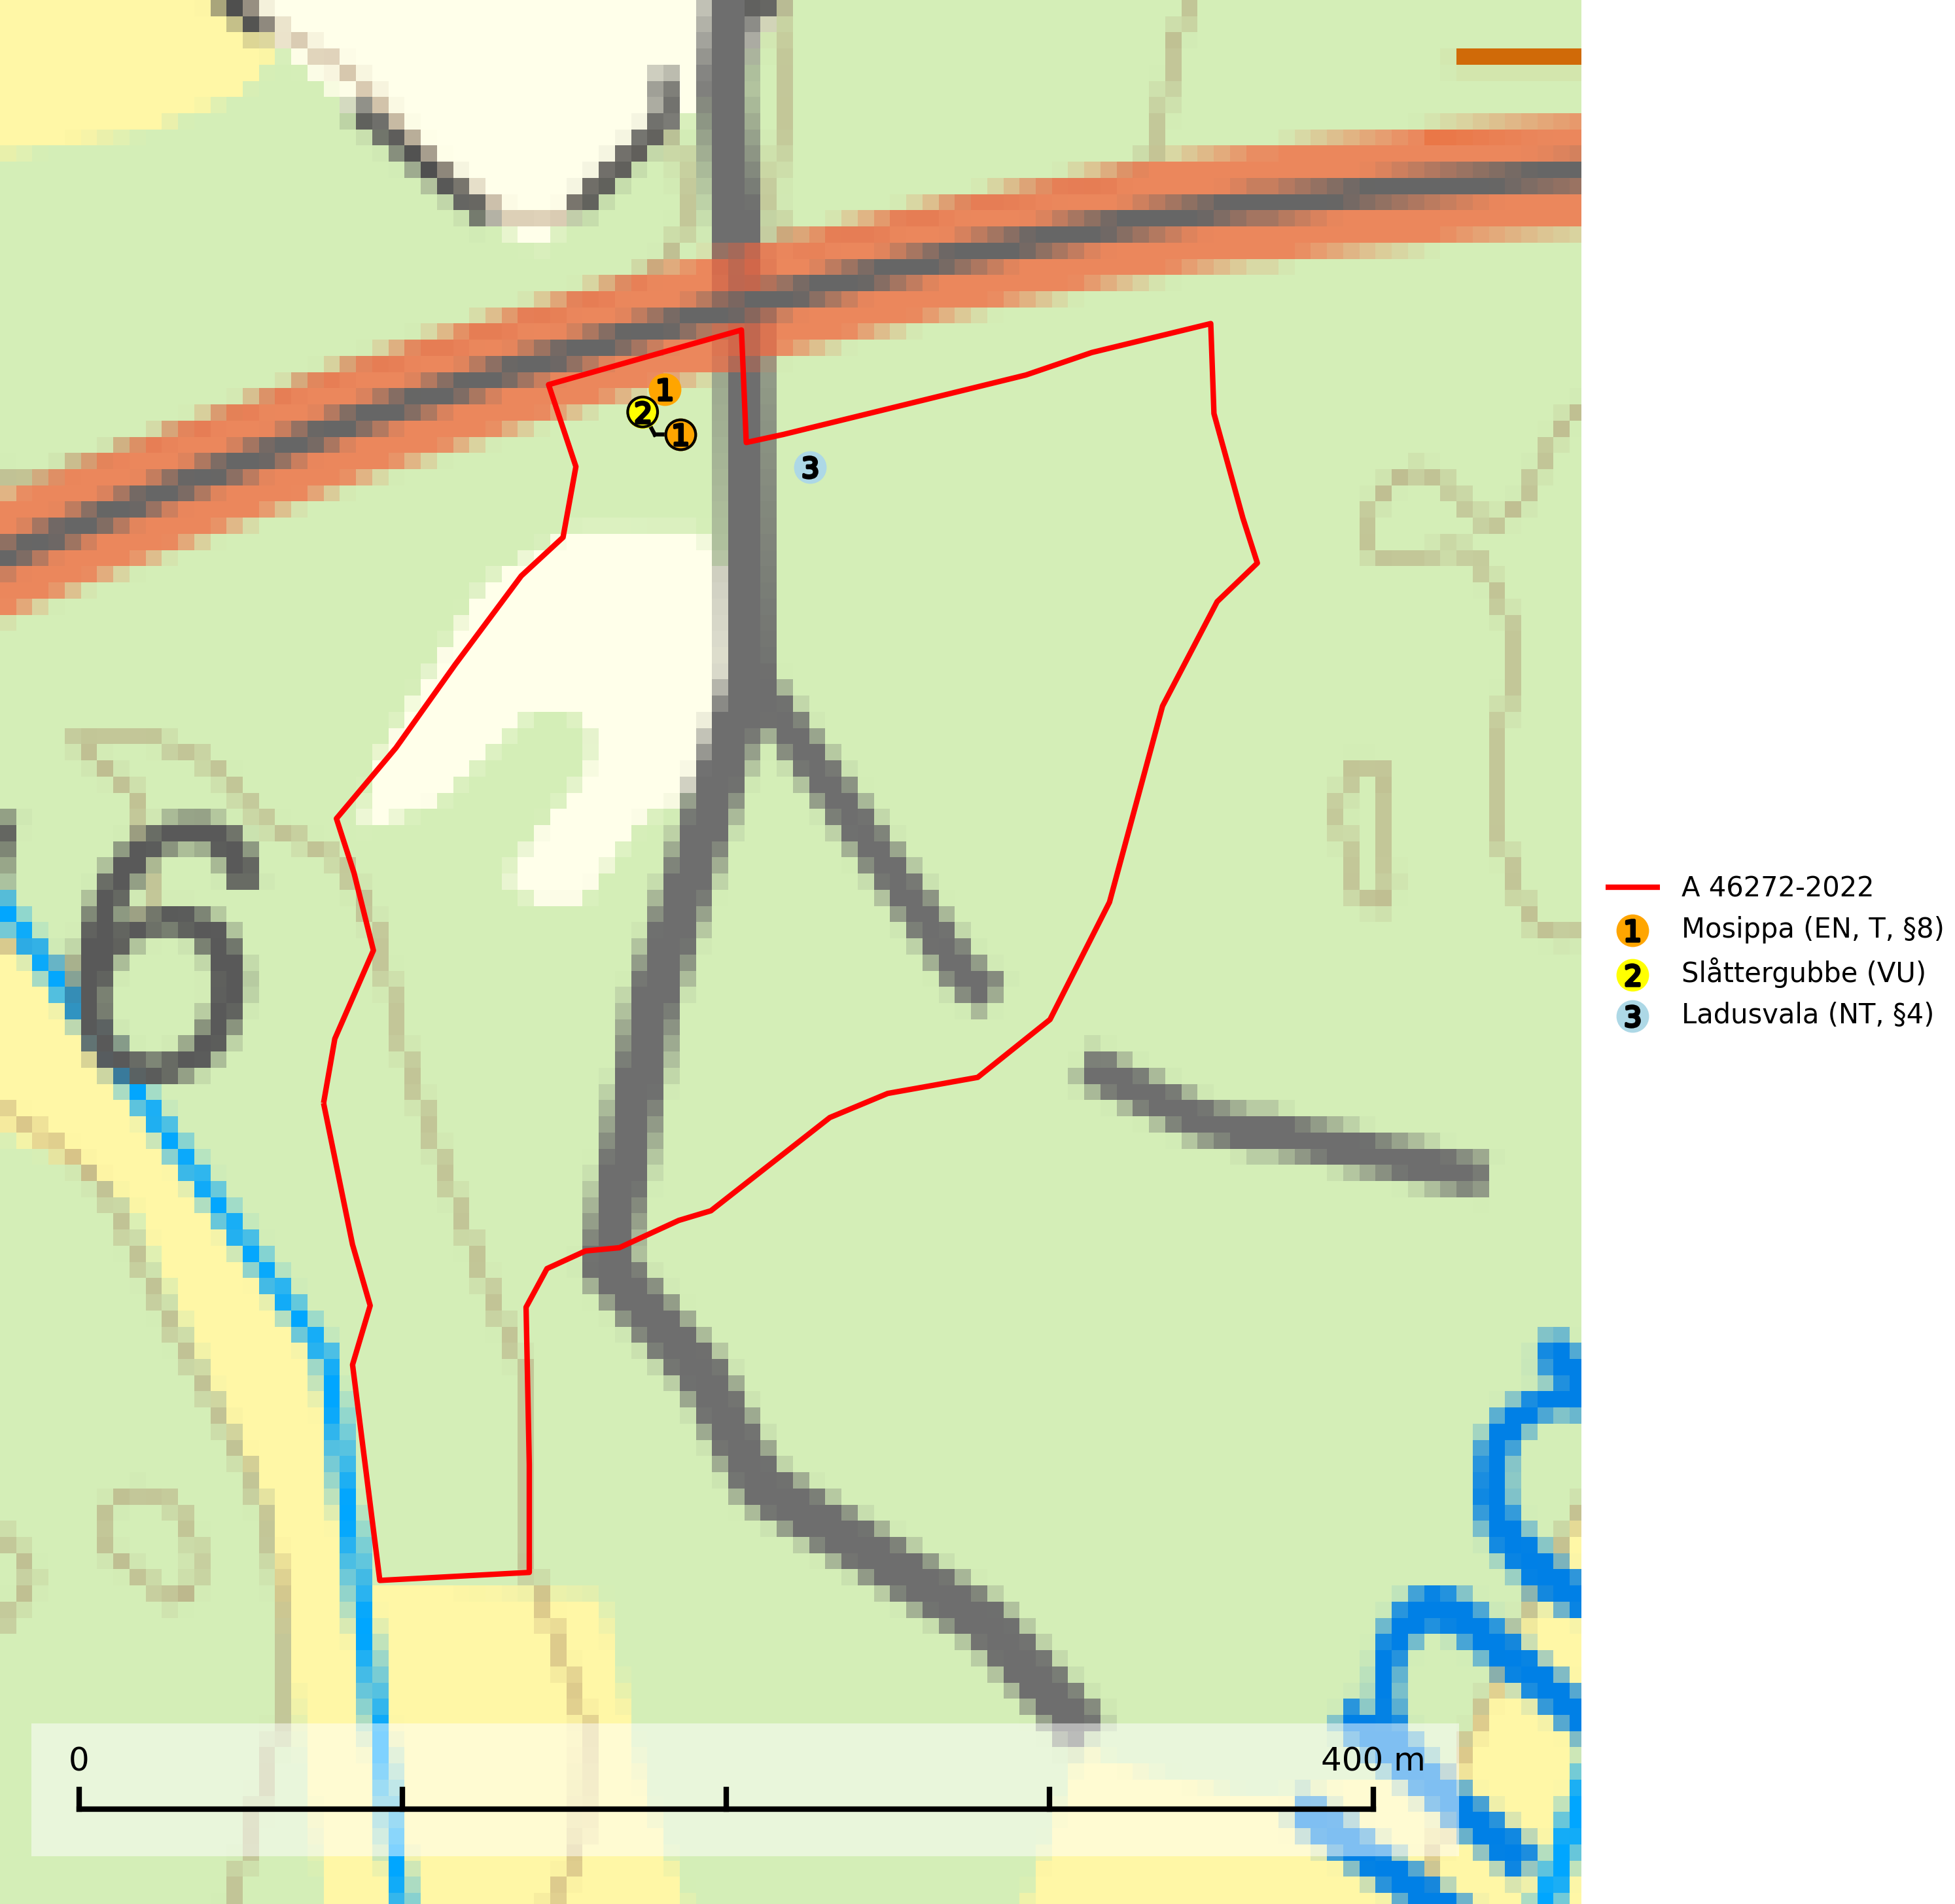 1
2
1
3
6
A 46272-2022
1 Mosippa (EN, T, §8)
2 Slåttergubbe (VU)
3 Ladusvala (NT, §4)
0 400 m